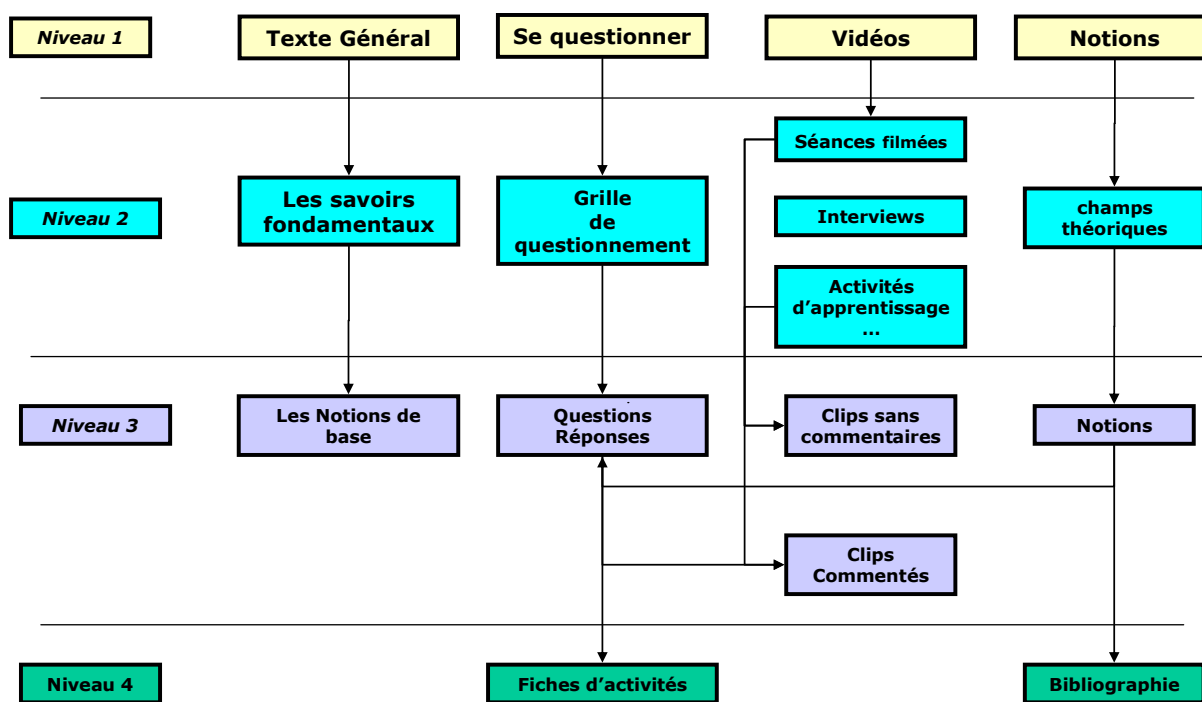 Niveau 1
Texte Général
Se questionner
Vidéos
Notions
Séances filmées
Niveau 2
Les savoirs
fondamentaux
Grille
de
questionnement
Interviews
champs
théoriques
Activités
d’apprentissage
...
Niveau 3
Les Notions de
base
Questions
Réponses
Clips sans
commentaires
Notions
Clips
Commentés
Niveau 4
Fiches d’activités
Bibliographie